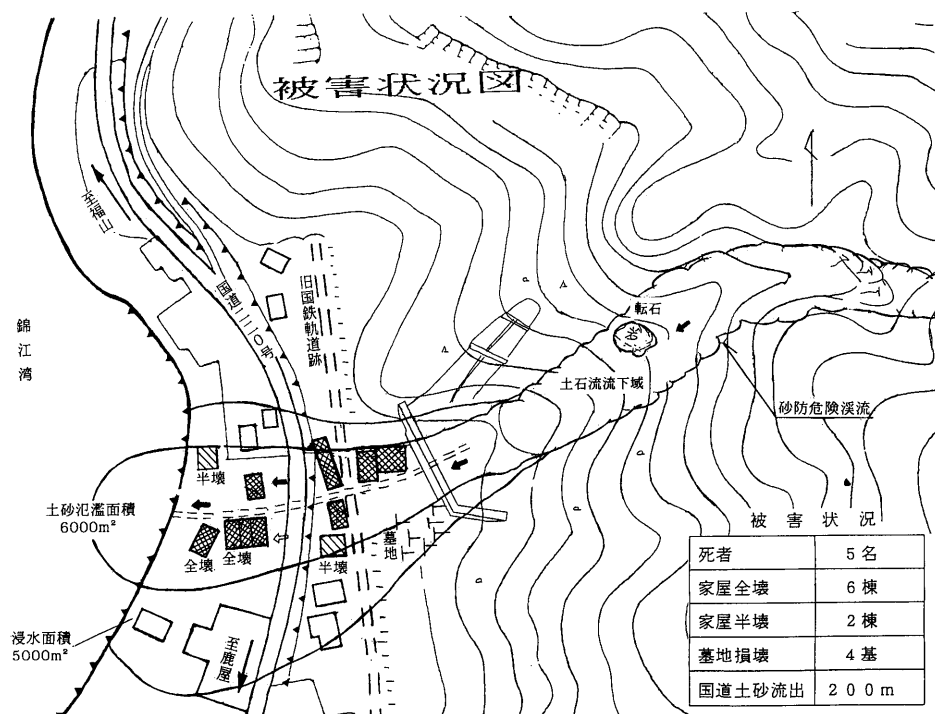 被害状況図
至福山
国道二二〇号
旧国鉄軌道跡
錦江湾
転石
土石流流下域
砂防危険渓流
半壊
土砂氾濫面積
6000m²
全壊
全壊
半壊
墓地
浸水面積
5000m²
至鹿屋
被害状況
死者 5名
家屋全壊 6棟
家屋半壊 2棟
墓地損壊 4基
国道土砂流出 200m